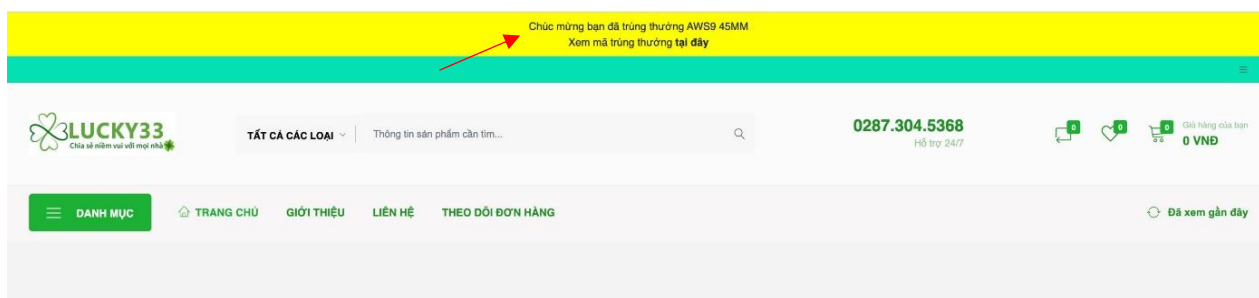 Chúc mừng bạn đã trúng thưởng AWS9 45MM
Xem mã trúng thưởng tại đây
LUCKY33
Chia sẻ niềm vui với mọi nhà
TẤT CẢ CÁC LOẠI
Thông tin sản phẩm cần tìm...
0287.304.5368
Hỗ trợ 24/7
0
0
0
Giỏ hàng của bạn
0 VNĐ
DANH MỤC
TRANG CHỦ
GIỚI THIỆU
LIÊN HỆ
THEO DÕI ĐƠN HÀNG
Đã xem gần đây